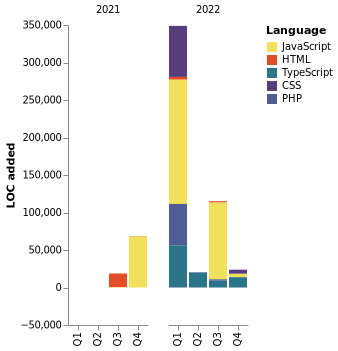 2021
2022
Language
JavaScript
HTML
TypeScript
CSS
PHP
LOC added
350,000
300,000
250,000
200,000
150,000
100,000
50,000
0
−50,000
Q1
Q2
Q3
Q4
Q1
Q2
Q3
Q4